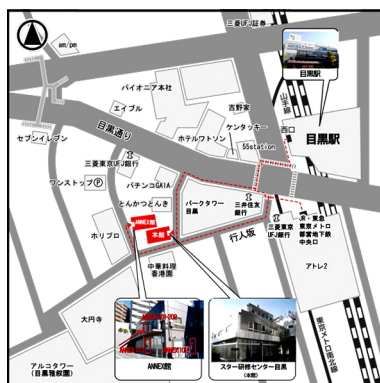 三菱UFJ証券
am/pm
目黒駅
パイオニア本社
山手線
エイブル
吉野家
西口
目黒駅
目黒通り
ケンタッキー
ホテルワトソン
セブンイレブン
55station
三菱東京UFJ銀行
ワンストップⓅ
パチンコGAIA
とんかつとんき
パークタワー
目黒
三井住友
銀行
ANNEX館
本館
行人坂
三菱東京
UFJ銀行
JR・東急
東京メトロ
都営地下鉄
中央口
ホリプロ
中華料理
香港園
アトレ2
大円寺
東京メトロ南北線
アルコタワー
(目黒雅叙園)
ANNEX館
スター研修センター目黒
(本館)